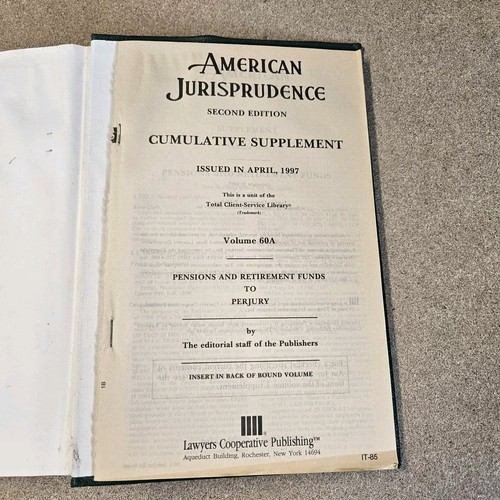 AMERICAN
JURISPRUDENCE
SECOND EDITION
CUMULATIVE SUPPLEMENT
ISSUED IN APRIL, 1997
This is a unit of the
Total Client-Service Library®
(Trademark)
Volume 60A
PENSIONS AND RETIREMENT FUNDS
TO
PERJURY
by
The editorial staff of the Publishers
INSERT IN BACK OF BOUND VOLUME
Lawyers Cooperative Publishing™
Aqueduct Building, Rochester, New York 14694
IT-85
1B